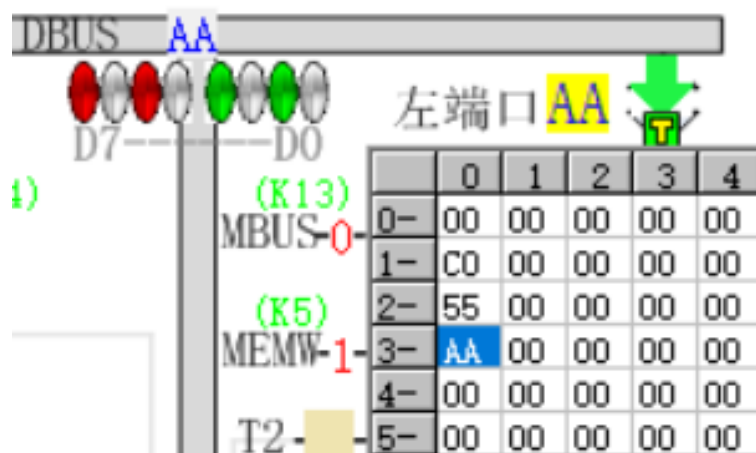 DBUS AA
左端口 AA
D7--------D0
T
4)
(K13)
MBUS-0-
(K5)
MEMW-1-
T2-
0 1 2 3 4
0- 00 00 00 00 00
1- C0 00 00 00 00
2- 55 00 00 00 00
3- AA 00 00 00 00
4- 00 00 00 00 00
5- 00 00 00 00 00